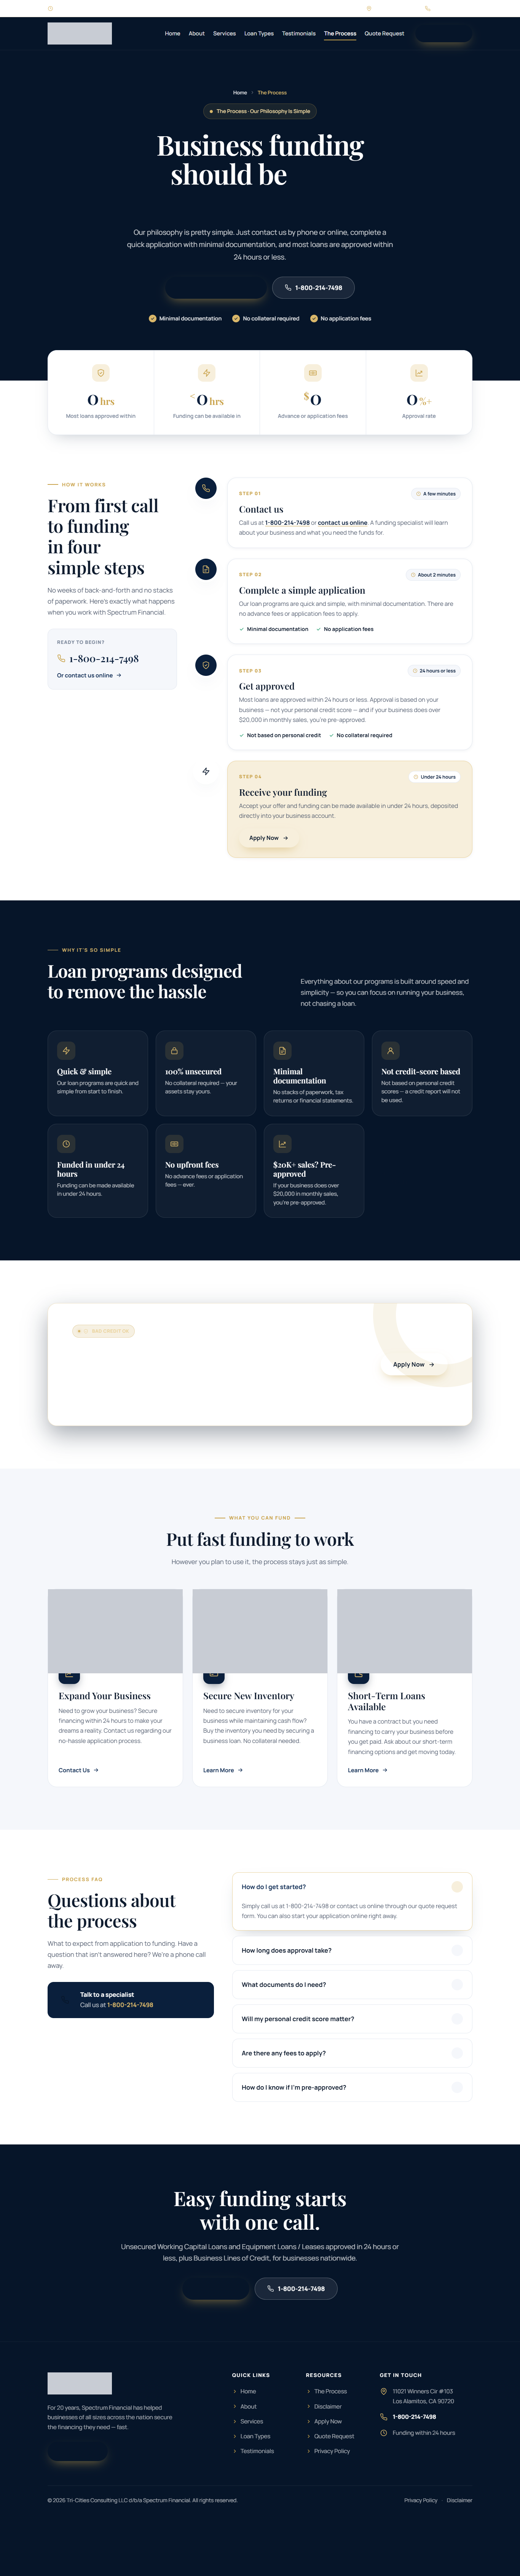 Home
About
Services
Loan Types
Testimonials
The Process
Quote Request
Home
The Process
The Process · Our Philosophy Is Simple
Business funding
should be
Our philosophy is pretty simple. Just contact us by phone or online, complete a
quick application with minimal documentation, and most loans are approved within
24 hours or less.
1-800-214-7498
Minimal documentation
No collateral required
No application fees
0 hrs
Most loans approved within
<0 hrs
Funding can be available in
$0
Advance or application fees
0 %+
Approval rate
HOW IT WORKS
From first call
to funding
in four
simple steps
No weeks of back-and-forth and no stacks
of paperwork. Here's exactly what happens
when you work with Spectrum Financial.
READY TO BEGIN?
1-800-214-7498
Or contact us online →
STEP 01
A few minutes
Contact us
Call us at 1-800-214-7498 or contact us online. A funding specialist will learn
about your business and what you need the funds for.
STEP 02
About 2 minutes
Complete a simple application
Our loan programs are quick and simple, with minimal documentation. There are
no advance fees or application fees to apply.
Minimal documentation
No application fees
STEP 03
24 hours or less
Get approved
Most loans are approved within 24 hours or less. Approval is based on your
business — not your personal credit score — and if your business does over
$20,000 in monthly sales, you're pre-approved.
Not based on personal credit
No collateral required
STEP 04
Under 24 hours
Receive your funding
Accept your offer and funding can be made available in under 24 hours, deposited
directly into your business account.
Apply Now →
WHY IT'S SO SIMPLE
Loan programs designed
to remove the hassle
Everything about our programs is built around speed and
simplicity — so you can focus on running your business,
not chasing a loan.
Quick & simple
Our loan programs are quick and
simple from start to finish.
100% unsecured
No collateral required — your
assets stay yours.
Minimal
documentation
No stacks of paperwork, tax
returns or financial statements.
Not credit-score based
Not based on personal credit
scores — a credit report will not
be used.
Funded in under 24
hours
Funding can be made available
in under 24 hours.
No upfront fees
No advance fees or application
fees — ever.
$20K+ sales? Pre-
approved
If your business does over
$20,000 in monthly sales,
you're pre-approved.
BAD CREDIT OK
Apply Now →
WHAT YOU CAN FUND
Put fast funding to work
However you plan to use it, the process stays just as simple.
Expand Your Business
Need to grow your business? Secure
financing within 24 hours to make your
dreams a reality. Contact us regarding our
no-hassle application process.
Contact Us →
Secure New Inventory
Need to secure inventory for your
business while maintaining cash flow?
Buy the inventory you need by securing a
business loan. No collateral needed.
Learn More →
Short-Term Loans
Available
You have a contract but you need
financing to carry your business before
you get paid. Ask about our short-term
financing options and get moving today.
Learn More →
PROCESS FAQ
Questions about
the process
What to expect from application to funding. Have a
question that isn't answered here? We're a phone call
away.
Talk to a specialist
Call us at 1-800-214-7498
How do I get started?
Simply call us at 1-800-214-7498 or contact us online through our quote request
form. You can also start your application online right away.
How long does approval take?
What documents do I need?
Will my personal credit score matter?
Are there any fees to apply?
How do I know if I'm pre-approved?
Easy funding starts
with one call.
Unsecured Working Capital Loans and Equipment Loans / Leases approved in 24 hours or
less, plus Business Lines of Credit, for businesses nationwide.
1-800-214-7498
For 20 years, Spectrum Financial has helped
businesses of all sizes across the nation secure
the financing they need — fast.
QUICK LINKS
Home
About
Services
Loan Types
Testimonials
RESOURCES
The Process
Disclaimer
Apply Now
Quote Request
Privacy Policy
GET IN TOUCH
11021 Winners Cir #103
Los Alamitos, CA 90720
1-800-214-7498
Funding within 24 hours
© 2026 Tri-Cities Consulting LLC d/b/a Spectrum Financial. All rights reserved.
Privacy Policy · Disclaimer